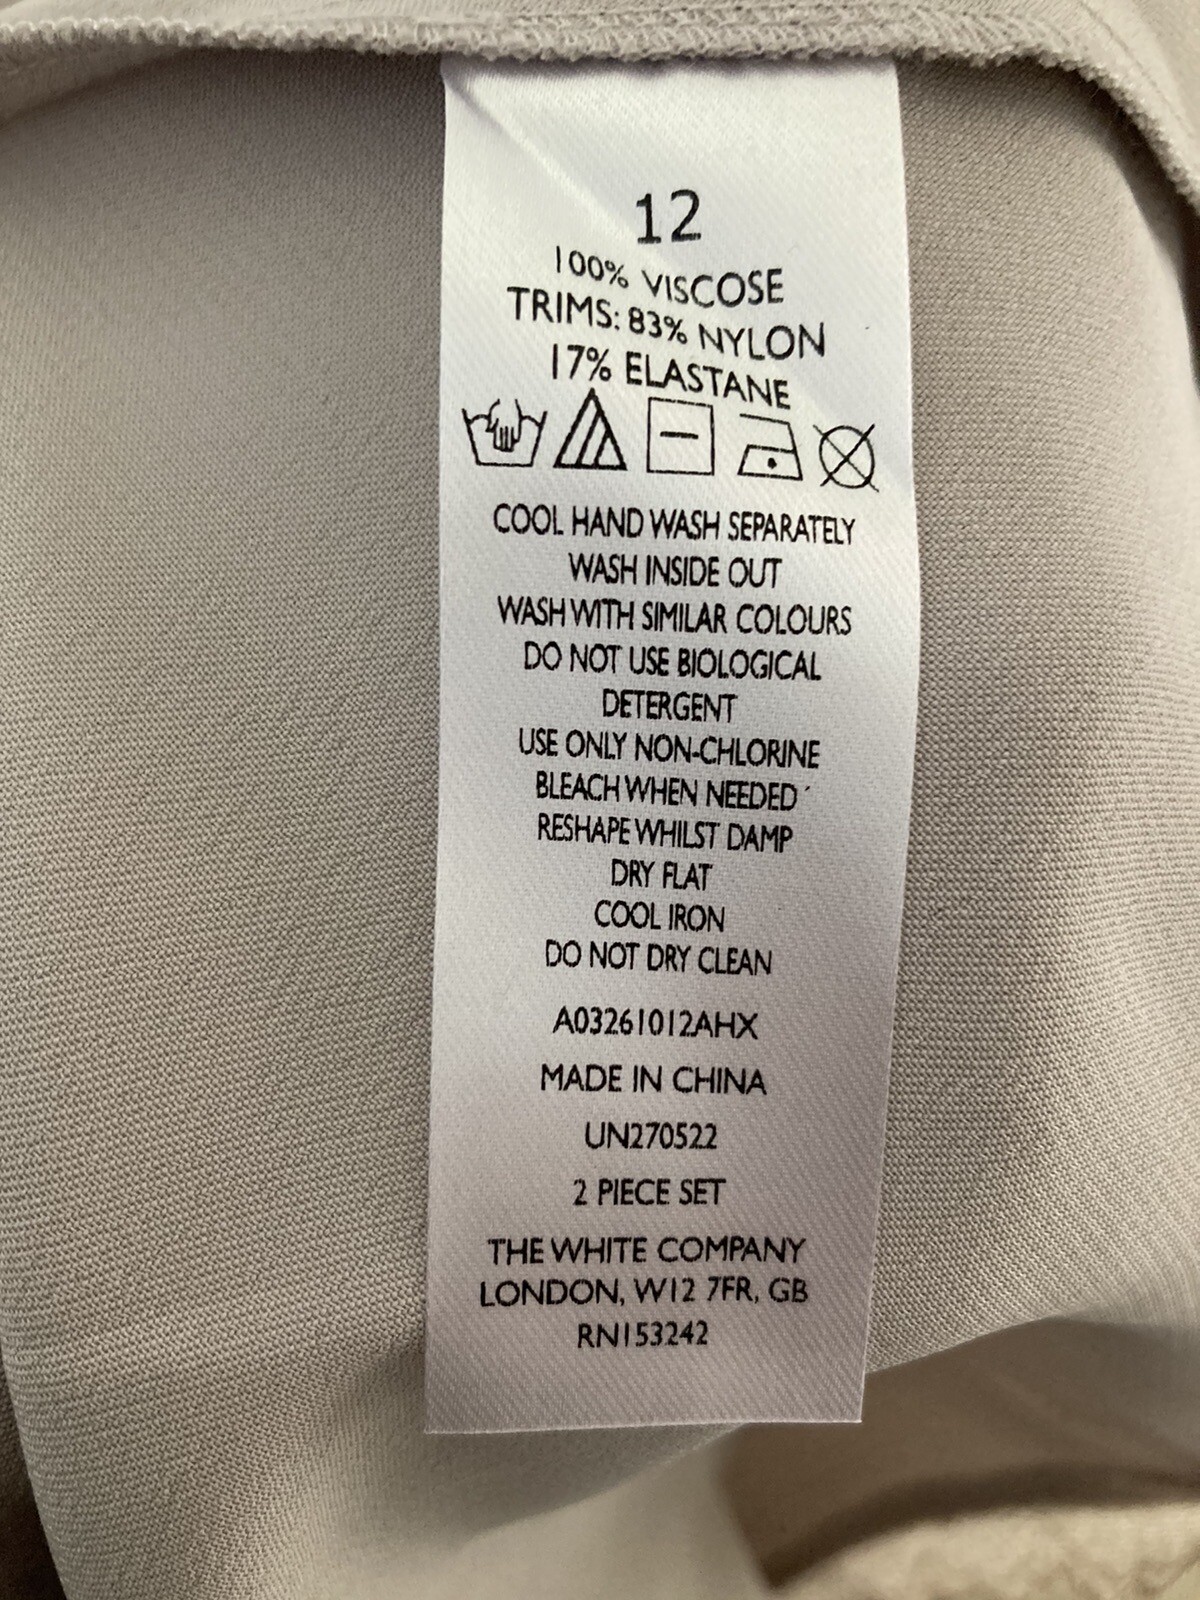 12
100% VISCOSE
TRIMS: 83% NYLON
17% ELASTANE
COOL HAND WASH SEPARATELY
WASH INSIDE OUT
WASH WITH SIMILAR COLOURS
DO NOT USE BIOLOGICAL
DETERGENT
USE ONLY NON-CHLORINE
BLEACH WHEN NEEDED
RESHAPE WHILST DAMP
DRY FLAT
COOL IRON
DO NOT DRY CLEAN
A03261012AHX
MADE IN CHINA
UN270522
2 PIECE SET
THE WHITE COMPANY
LONDON, W12 7FR, GB
RN153242